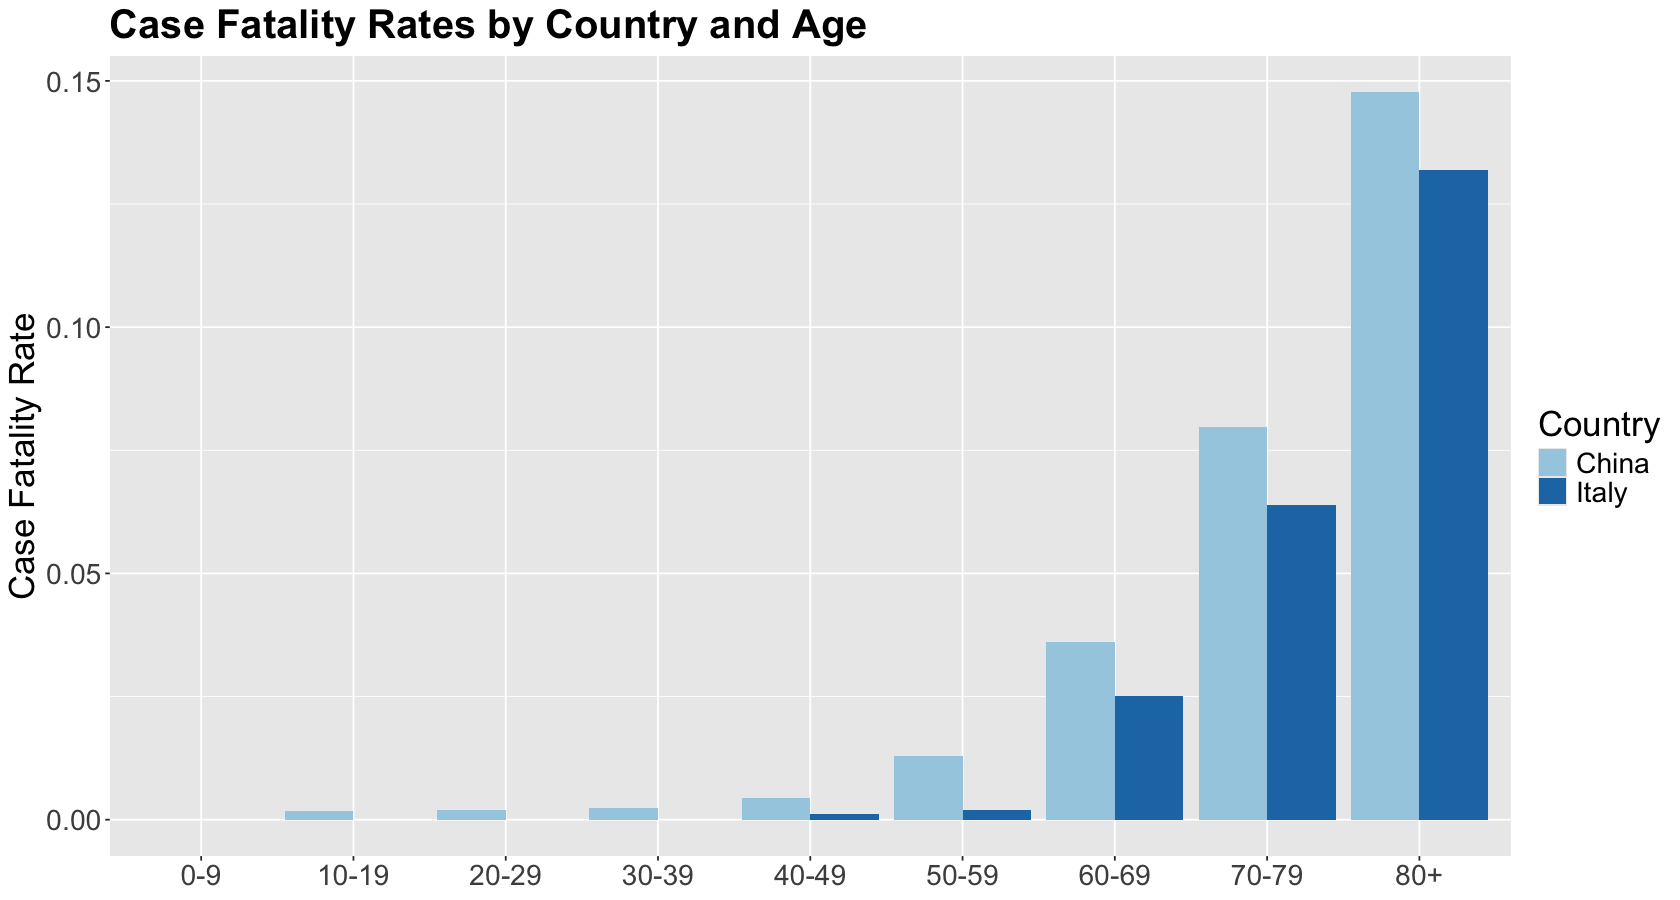 Case Fatality Rates by Country and Age
Case Fatality Rate
0.15
0.10
0.05
0.00
0-9 10-19 20-29 30-39 40-49 50-59 60-69 70-79 80+
Country
China
Italy